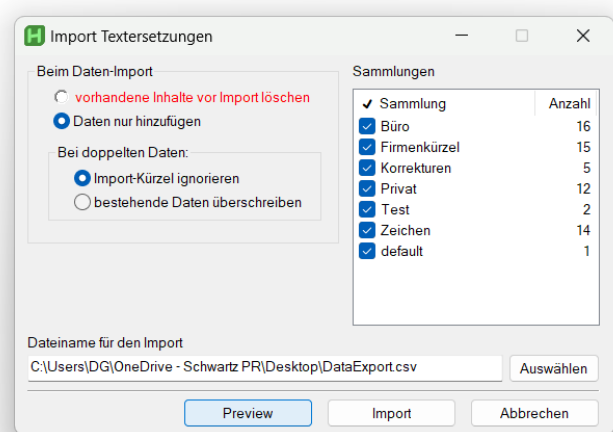 Import Textersetzungen
Beim Daten-Import
vorhandene Inhalte vor Import löschen
Daten nur hinzufügen
Bei doppelten Daten:
Import-Kürzel ignorieren
bestehende Daten überschreiben
Sammlungen
Sammlung Anzahl
Büro 16
Firmenkürzel 15
Korrekturen 5
Privat 12
Test 2
Zeichen 14
default 1
Dateiname für den Import
C:\Users\DG\OneDrive - Schwartz PR\Desktop\DataExport.csv
Auswählen
Preview Import Abbrechen